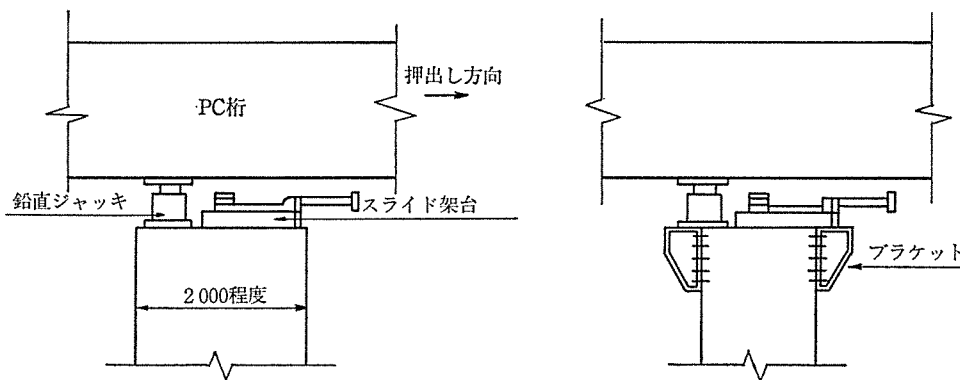 押出し方向
PC桁
鉛直ジャッキ
スライド架台
2 000程度
ブラケット